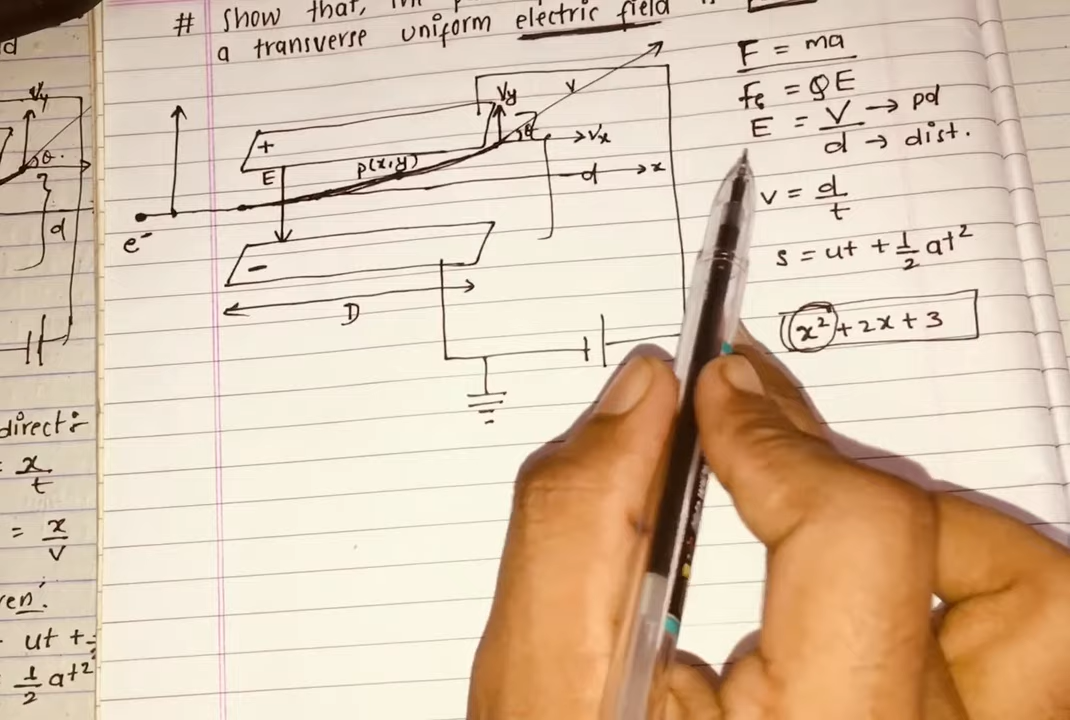 # Show that,
a transverse uniform electric field
F = ma
Fe = QE
E = V/d → pd
→ dist.
v = d/t
s = ut + 1/2 at²
x² + 2x + 3
+
E
p(x,y)
Vy
θ
v
Vx
d
x
e-
-
D
Vy
θ.
d
direct:-
x/t
= x/v
ut +
1/2 at²